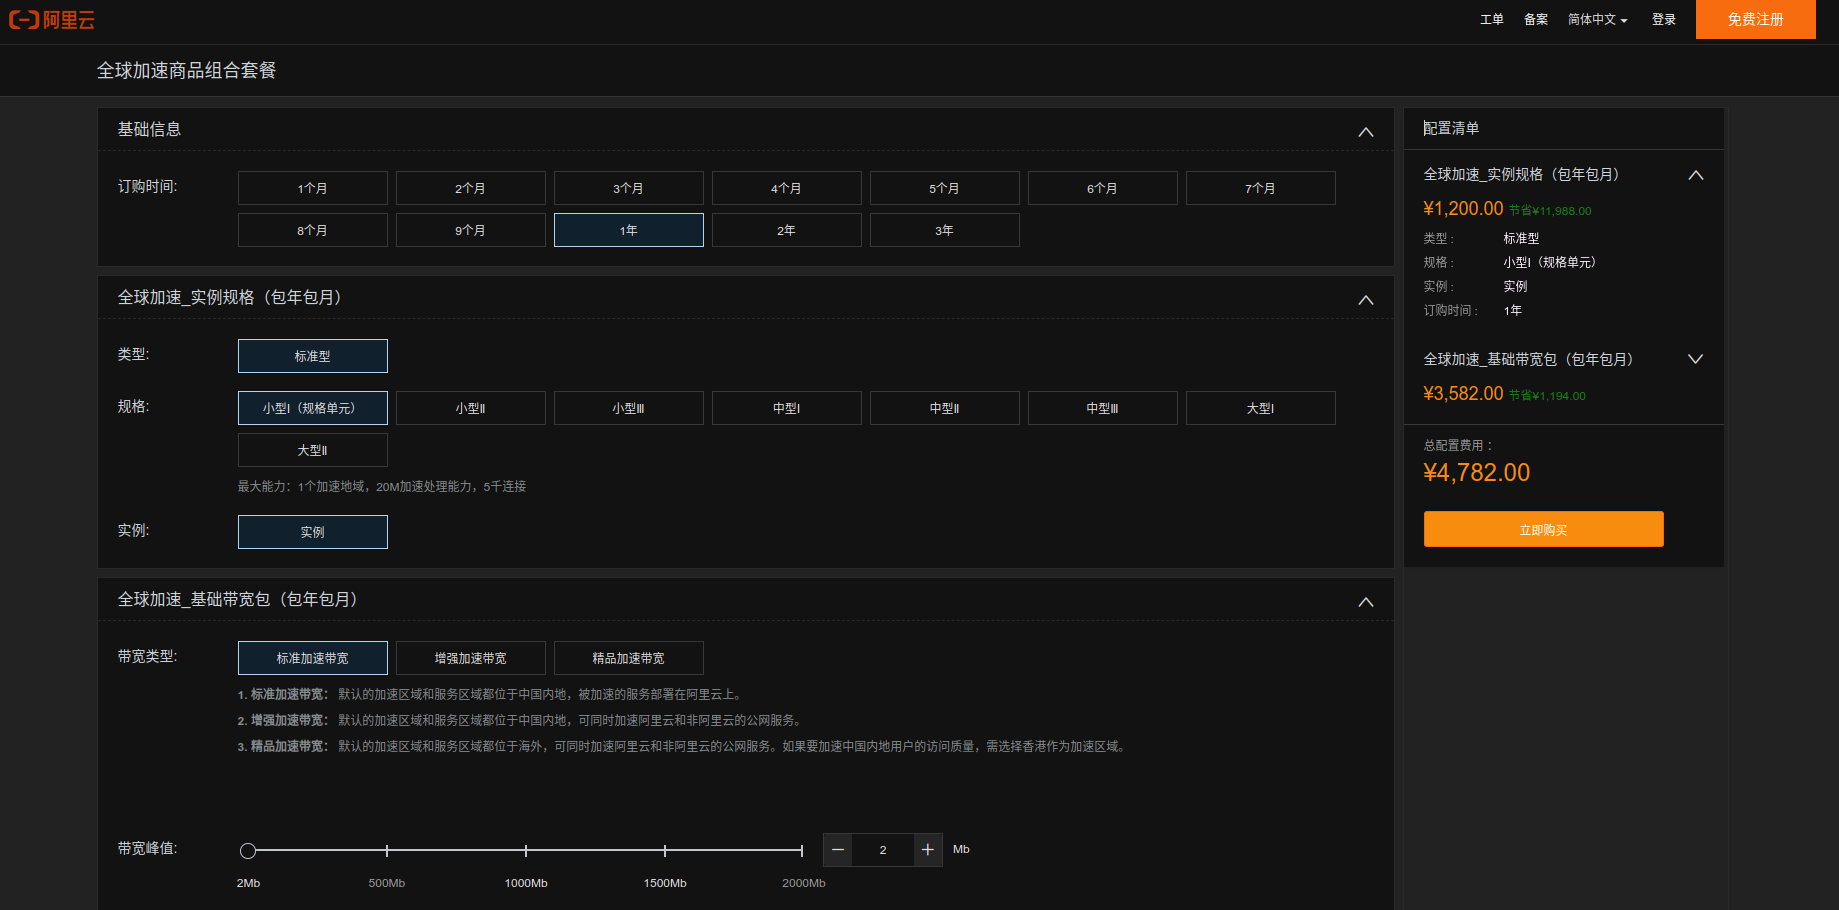 阿里云
工单 备案 简体中文 登录 免费注册
全球加速商品组合套餐
基础信息
订购时间:
1个月 2个月 3个月 4个月 5个月 6个月 7个月
8个月 9个月 1年 2年 3年
全球加速_实例规格（包年包月）
类型:
标准型
规格:
小型Ⅰ（规格单元） 小型Ⅱ 小型Ⅲ 中型Ⅰ 中型Ⅱ 中型Ⅲ 大型Ⅰ
大型Ⅱ
最大能力：1个加速地域，20M加速处理能力，5千连接
实例:
实例
全球加速_基础带宽包（包年包月）
带宽类型:
标准加速带宽 增强加速带宽 精品加速带宽
1. 标准加速带宽： 默认的加速区域和服务区域都位于中国内地，被加速的服务部署在阿里云上。
2. 增强加速带宽： 默认的加速区域和服务区域都位于中国内地，可同时加速阿里云和非阿里云的公网服务。
3. 精品加速带宽： 默认的加速区域和服务区域都位于海外，可同时加速阿里云和非阿里云的公网服务。如果要加速中国内地用户的访问质量，需选择香港作为加速区域。
带宽峰值:
2 Mb
2Mb 500Mb 1000Mb 1500Mb 2000Mb
配置清单
全球加速_实例规格（包年包月）
¥1,200.00 节省¥11,988.00
类型 : 标准型
规格 : 小型Ⅰ（规格单元）
实例 : 实例
订购时间 : 1年
全球加速_基础带宽包（包年包月）
¥3,582.00 节省¥1,194.00
总配置费用：
¥4,782.00
立即购买